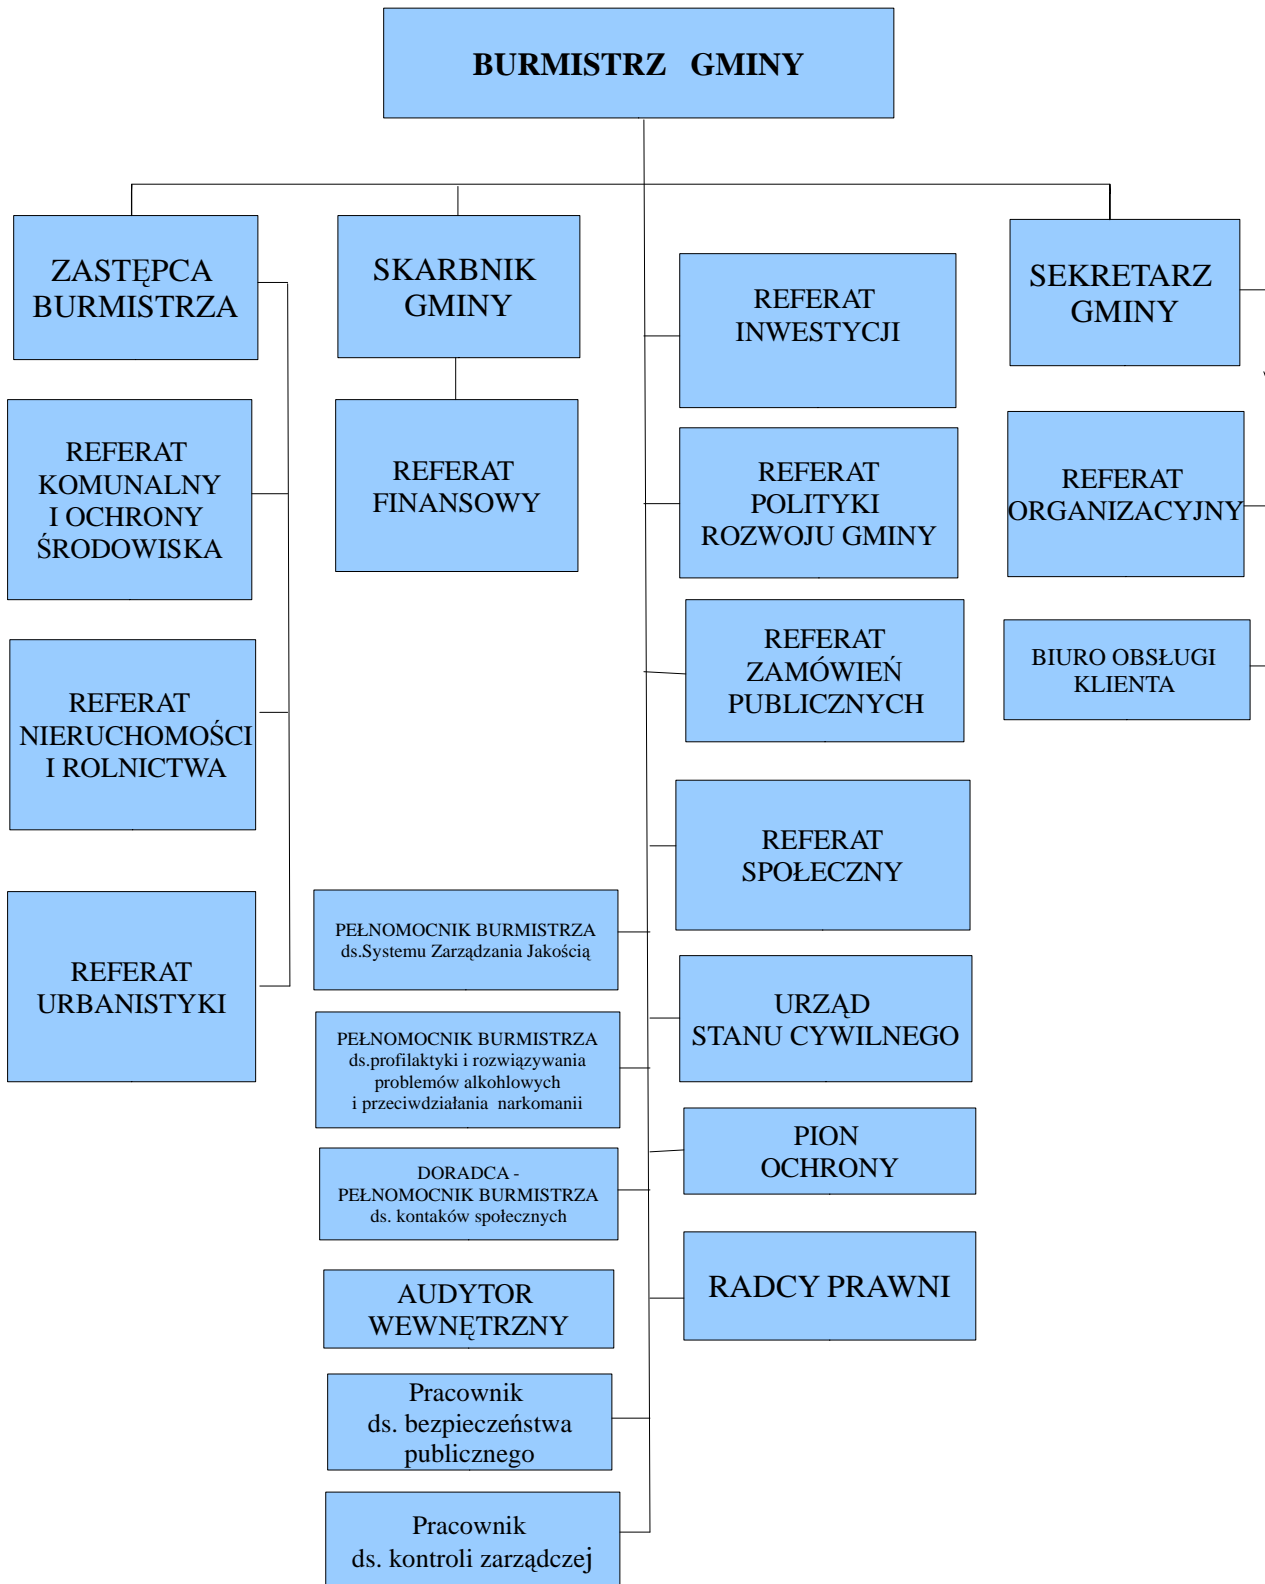 BURMISTRZ GMINY
ZASTĘPCA
BURMISTRZA
SKARBNIK
GMINY
REFERAT
INWESTYCJI
SEKRETARZ
GMINY
REFERAT
KOMUNALNY
I OCHRONY
ŚRODOWISKA
REFERAT
FINANSOWY
REFERAT
POLITYKI
ROZWOJU GMINY
REFERAT
ORGANIZACYJNY
REFERAT
NIERUCHOMOŚCI
I ROLNICTWA
REFERAT
ZAMÓWIEŃ
PUBLICZNYCH
BIURO OBSŁUGI
KLIENTA
REFERAT
SPOŁECZNY
REFERAT
URBANISTYKI
PEŁNOMOCNIK BURMISTRZA
ds.Systemu Zarządzania Jakością
URZĄD
STANU CYWILNEGO
PEŁNOMOCNIK BURMISTRZA
ds.profilaktyki i rozwiązywania
problemów alkohlowych
i przeciwdziałania narkomanii
PION
OCHRONY
DORADCA -
PEŁNOMOCNIK BURMISTRZA
ds. kontaków społecznych
RADCY PRAWNI
AUDYTOR
WEWNĘTRZNY
Pracownik
ds. bezpieczeństwa
publicznego
Pracownik
ds. kontroli zarządczej